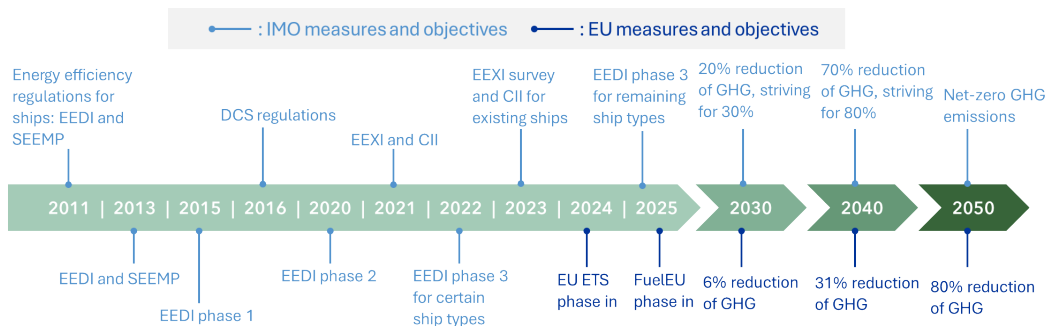 : IMO measures and objectives
: EU measures and objectives
Energy efficiency
regulations for
ships: EEDI and
SEEMP
DCS regulations
EEXI and CII
EEXI survey
and CII for
existing ships
EEDI phase 3
for remaining
ship types
20% reduction
of GHG, striving
for 30%
70% reduction
of GHG, striving
for 80%
Net-zero GHG
emissions
2011 | 2013 | 2015 | 2016 | 2020 | 2021 | 2022 | 2023 | 2024 | 2025
2030
2040
2050
EEDI and SEEMP
EEDI phase 1
EEDI phase 2
EEDI phase 3
for certain
ship types
EU ETS
phase in
FuelEU
phase in
6% reduction
of GHG
31% reduction
of GHG
80% reduction
of GHG